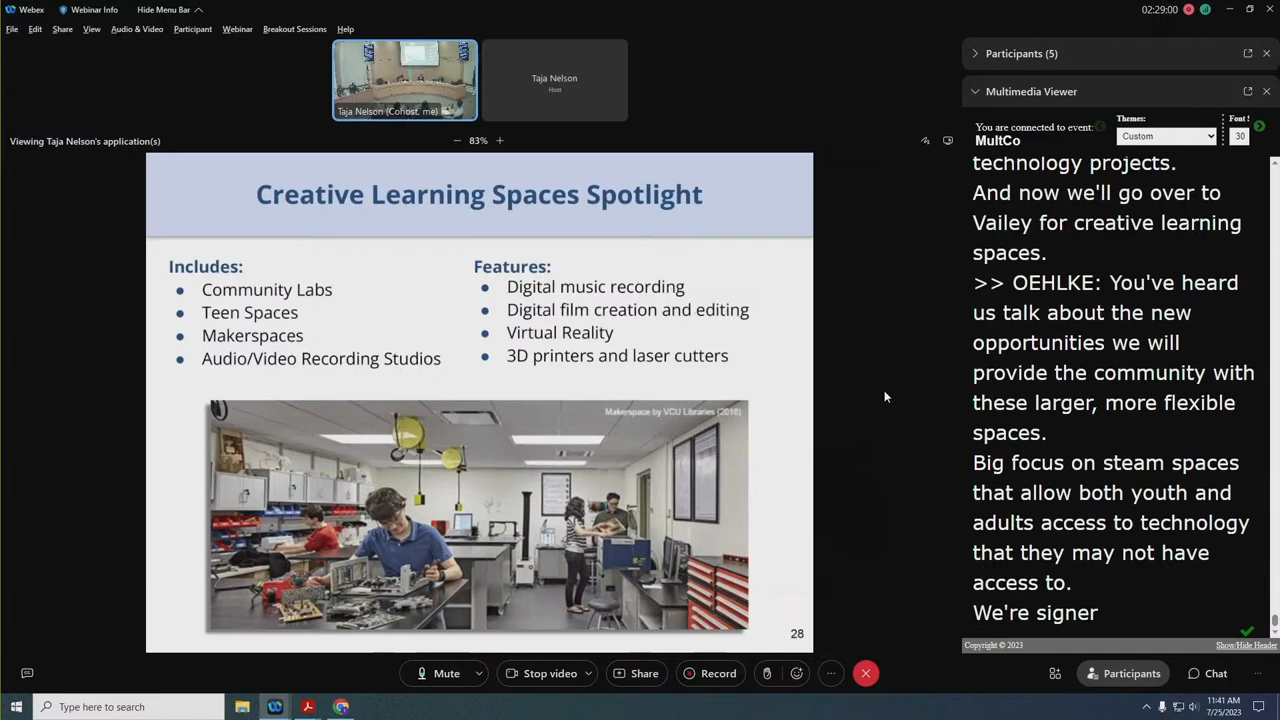 Webex
Webinar Info
Hide Menu Bar
02:29:00
File Edit Share View Audio & Video Participant Webinar Breakout Sessions Help
Taja Nelson (Cohost, me)
Taja Nelson
Host
Viewing Taja Nelson's application(s)
83%
Creative Learning Spaces Spotlight
Includes:
Community Labs
Teen Spaces
Makerspaces
Audio/Video Recording Studios
Features:
Digital music recording
Digital film creation and editing
Virtual Reality
3D printers and laser cutters
Makerspace by VCU Libraries (2016)
28
Participants (5)
Multimedia Viewer
You are connected to event:
MultCo
Themes:
Custom
30
technology projects.
And now we'll go over to
Vailey for creative learning
spaces.
>> OEHLKE: You've heard
us talk about the new
opportunities we will
provide the community with
these larger, more flexible
spaces.
Big focus on steam spaces
that allow both youth and
adults access to technology
that they may not have
access to.
We're signer
Copyright © 2023
Show/Hide Header
Mute
Stop video
Share
Record
Participants
Chat
Type here to search
11:41 AM
7/25/2023